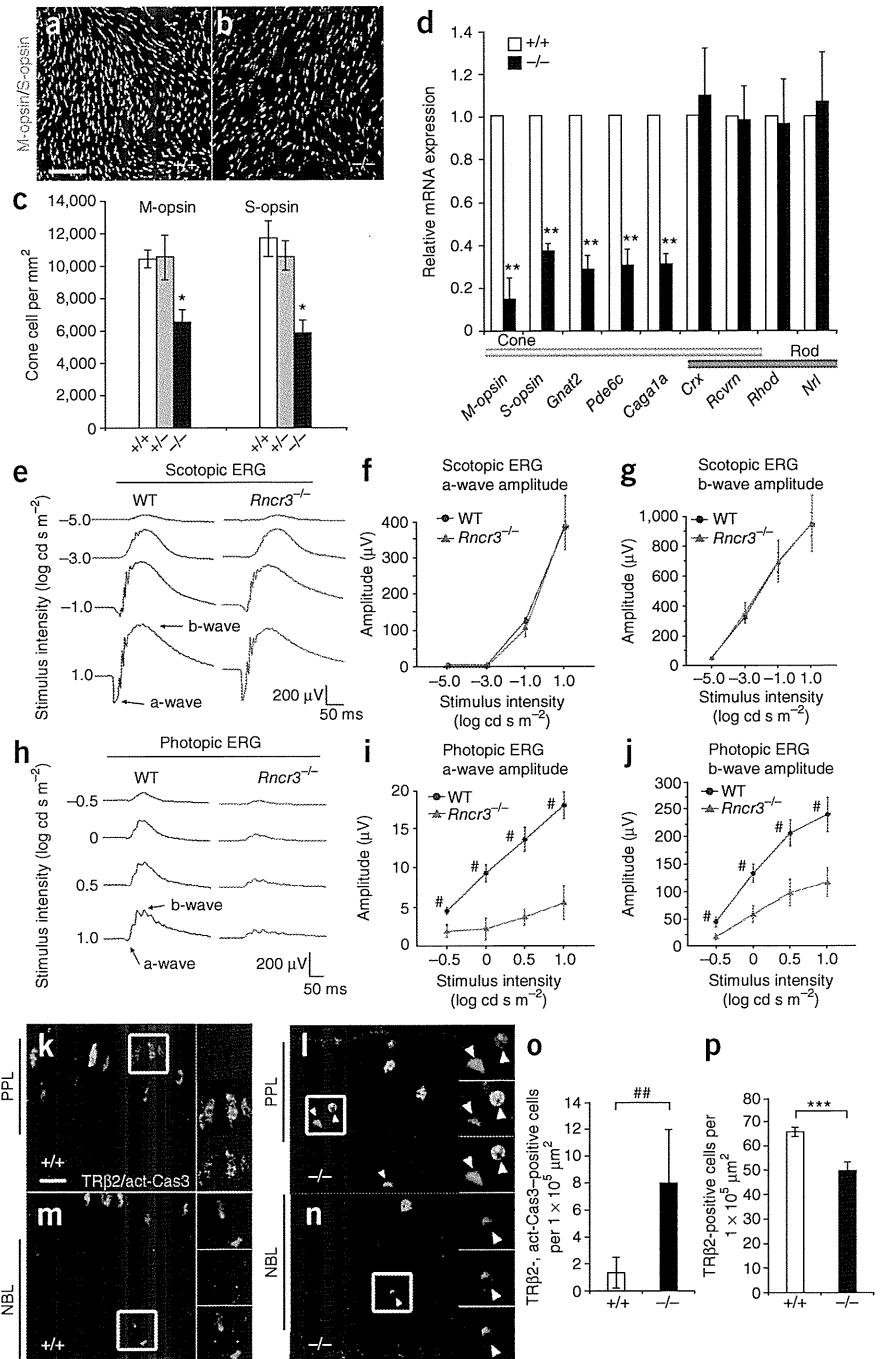 a
b
M-opsin/S-opsin
+/+
−/−
c
M-opsin
S-opsin
Cone cell per mm²
14,000
12,000
10,000
8,000
6,000
4,000
2,000
0
*
*
+/+ +/− −/−
+/+ +/− −/−
d
+/+
−/−
Relative mRNA expression
1.4
1.2
1.0
0.8
0.6
0.4
0.2
0
** ** ** ** **
Cone
Rod
M-opsin S-opsin Gnat2 Pde6c Caga1a Crx Rcvrn Rhod Nrl
e
Scotopic ERG
WT Rncr3−/−
Stimulus intensity (log cd s m−2)
−5.0
−3.0
−1.0
1.0
b-wave
a-wave
200 µV
50 ms
f
Scotopic ERG
a-wave amplitude
WT
Rncr3−/−
Amplitude (µV)
400
300
200
100
0
−5.0 −3.0 −1.0 1.0
Stimulus intensity
(log cd s m−2)
g
Scotopic ERG
b-wave amplitude
WT
Rncr3−/−
Amplitude (µV)
1,000
800
600
400
200
0
−5.0 −3.0 −1.0 1.0
Stimulus intensity
(log cd s m−2)
h
Photopic ERG
WT Rncr3−/−
Stimulus intensity (log cd s m−2)
−0.5
0
0.5
1.0
b-wave
a-wave
200 µV
50 ms
i
Photopic ERG
a-wave amplitude
WT
Rncr3−/−
Amplitude (µV)
20
15
10
5
0
# # # #
−0.5 0 0.5 1.0
Stimulus intensity
(log cd s m−2)
j
Photopic ERG
b-wave amplitude
WT
Rncr3−/−
Amplitude (µV)
300
250
200
150
100
50
0
# # # #
−0.5 0 0.5 1.0
Stimulus intensity
(log cd s m−2)
k
PPL
+/+
TRβ2/act-Cas3
l
PPL
−/−
m
NBL
+/+
n
NBL
−/−
o
TRβ2-, act-Cas3–positive cells
per 1 × 10⁵ µm²
14
12
10
8
6
4
2
0
##
+/+ −/−
p
TRβ2-positive cells per
1 × 10⁵ µm²
80
70
60
50
40
30
20
10
0
***
+/+ −/−